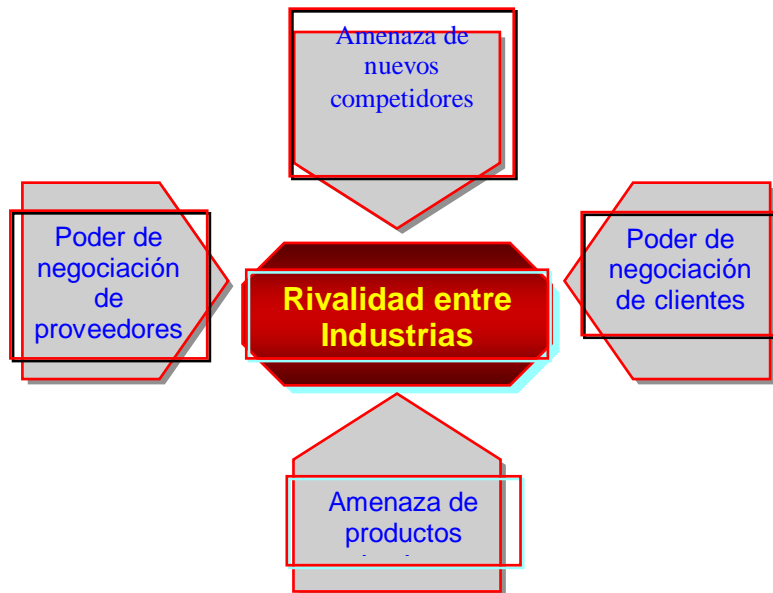 Amenaza de
nuevos
competidores
Poder de
negociación
de
proveedores
Rivalidad entre
Industrias
Poder de
negociación
de clientes
Amenaza de
productos